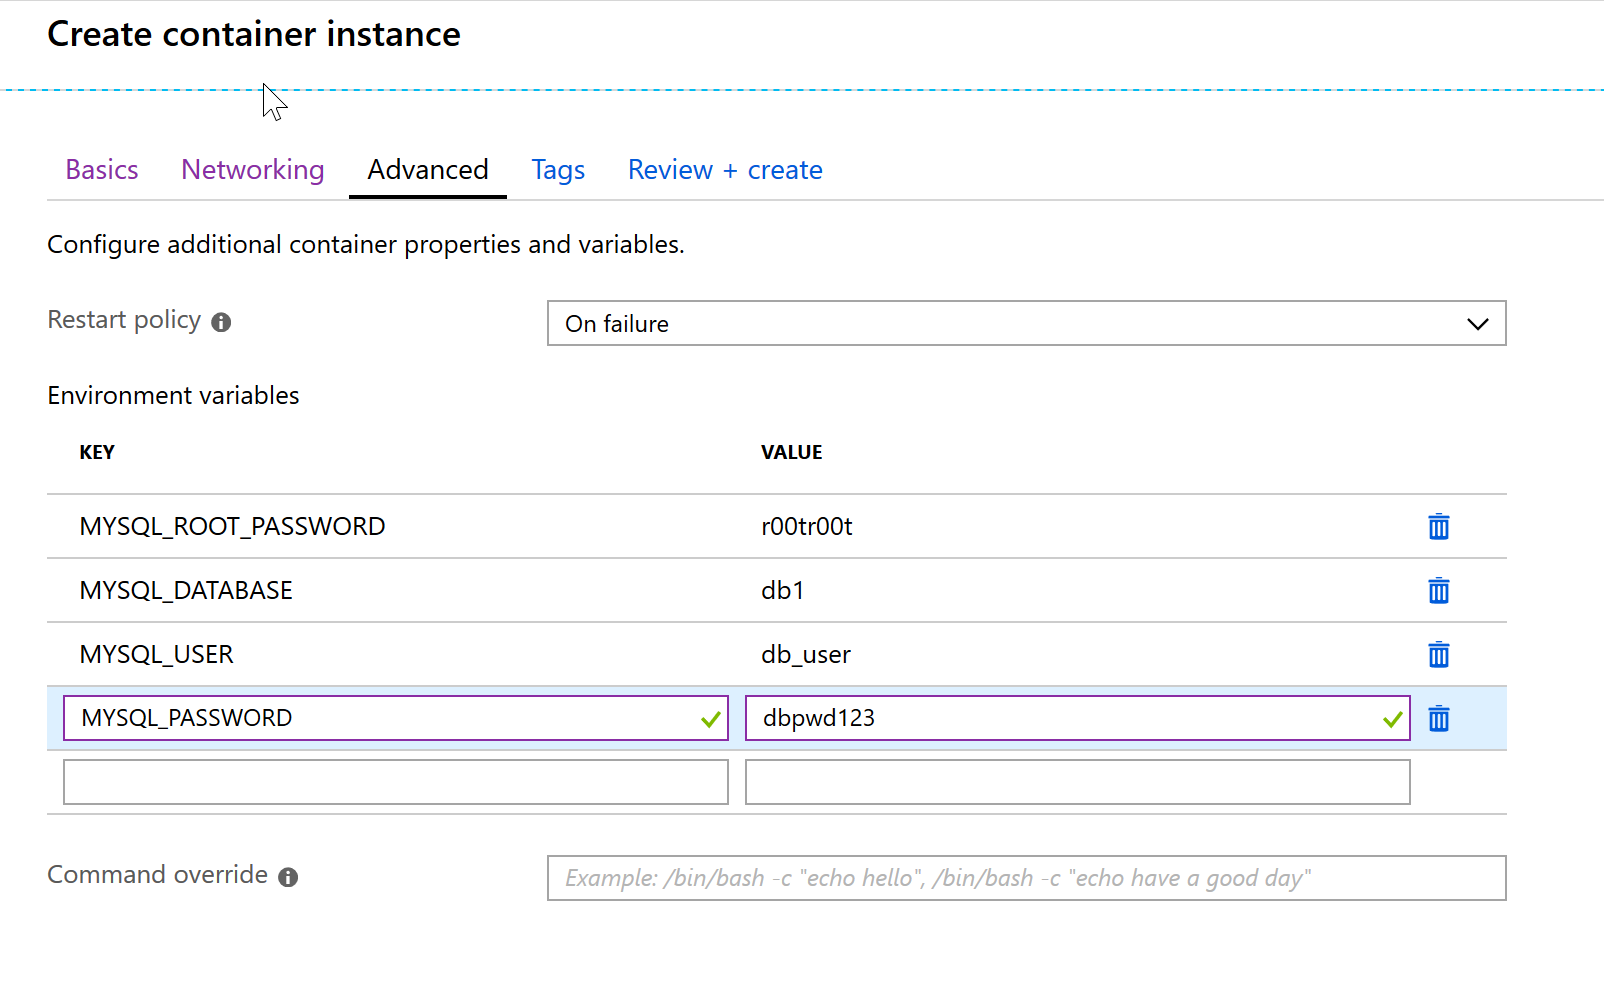 Create container instance
Basics Networking Advanced Tags Review + create
Configure additional container properties and variables.
Restart policy On failure
Environment variables
KEY VALUE
MYSQL_ROOT_PASSWORD r00tr00t
MYSQL_DATABASE db1
MYSQL_USER db_user
MYSQL_PASSWORD dbpwd123
Command override Example: /bin/bash -c "echo hello", /bin/bash -c "echo have a good day"